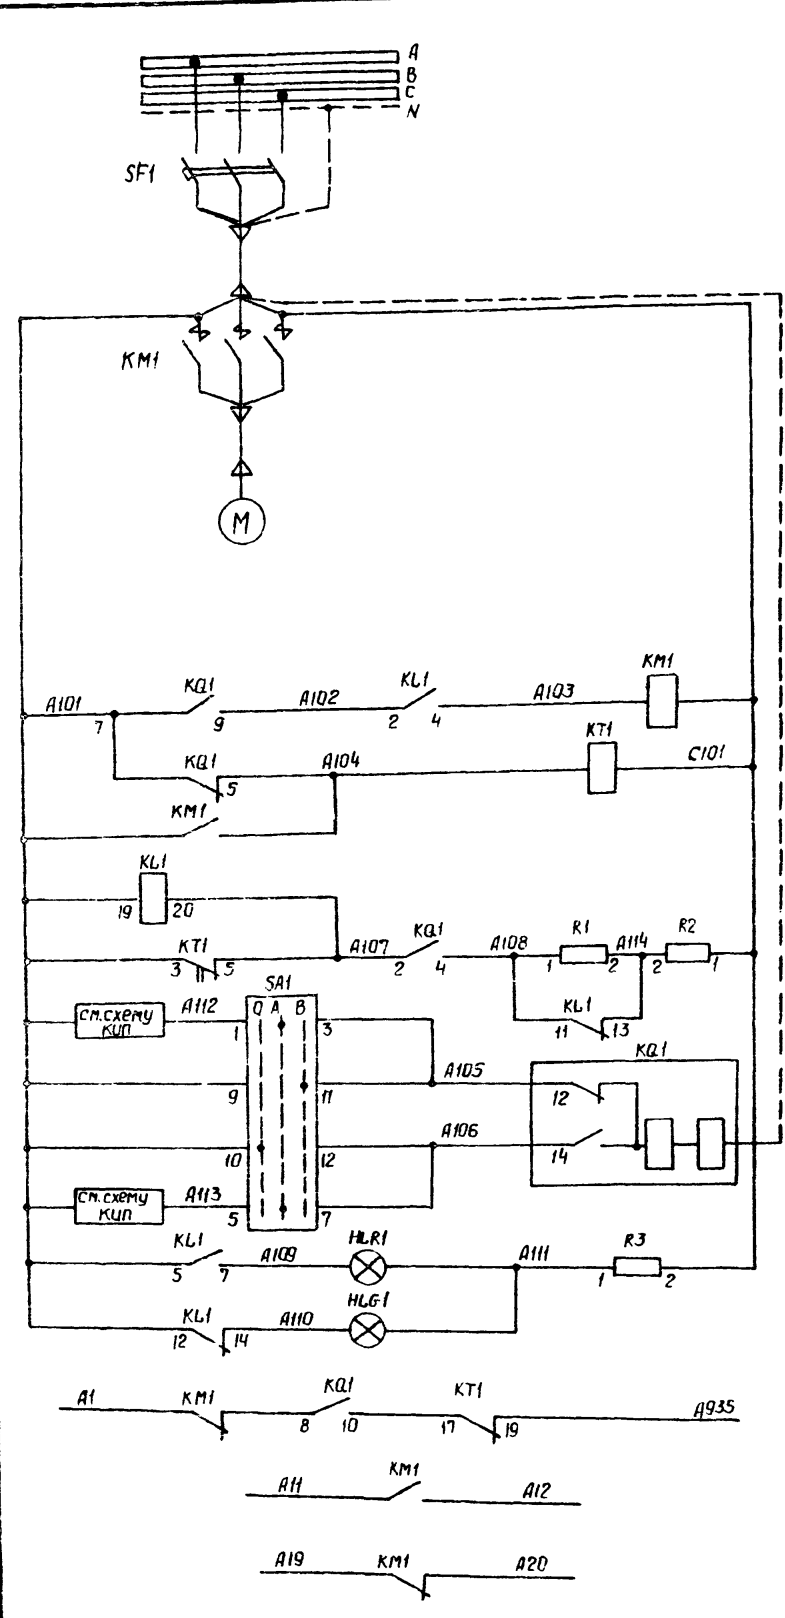 A
B
C
N
SF1
KM1
M
A101
7
KQ1
9
A102
KL1
2
4
A103
KM1
KQ1
5
A104
KT1
C101
KM1
KL1
19
20
KT1
3
5
A107
KQ1
2
4
A108
R1
1
2
A114
R2
2
1
KL1
11
13
SA1
О А В
см.схему
КИП
A112
1
3
9
11
A105
KQ1
12
10
12
A106
14
см.схему
КИП
A113
5
7
KL1
5
7
A109
HLR1
A111
R3
1
2
KL1
12
14
A110
HLG1
A1
KM1
KQ1
8
10
KT1
17
19
A935
A11
KM1
A12
A19
KM1
A20